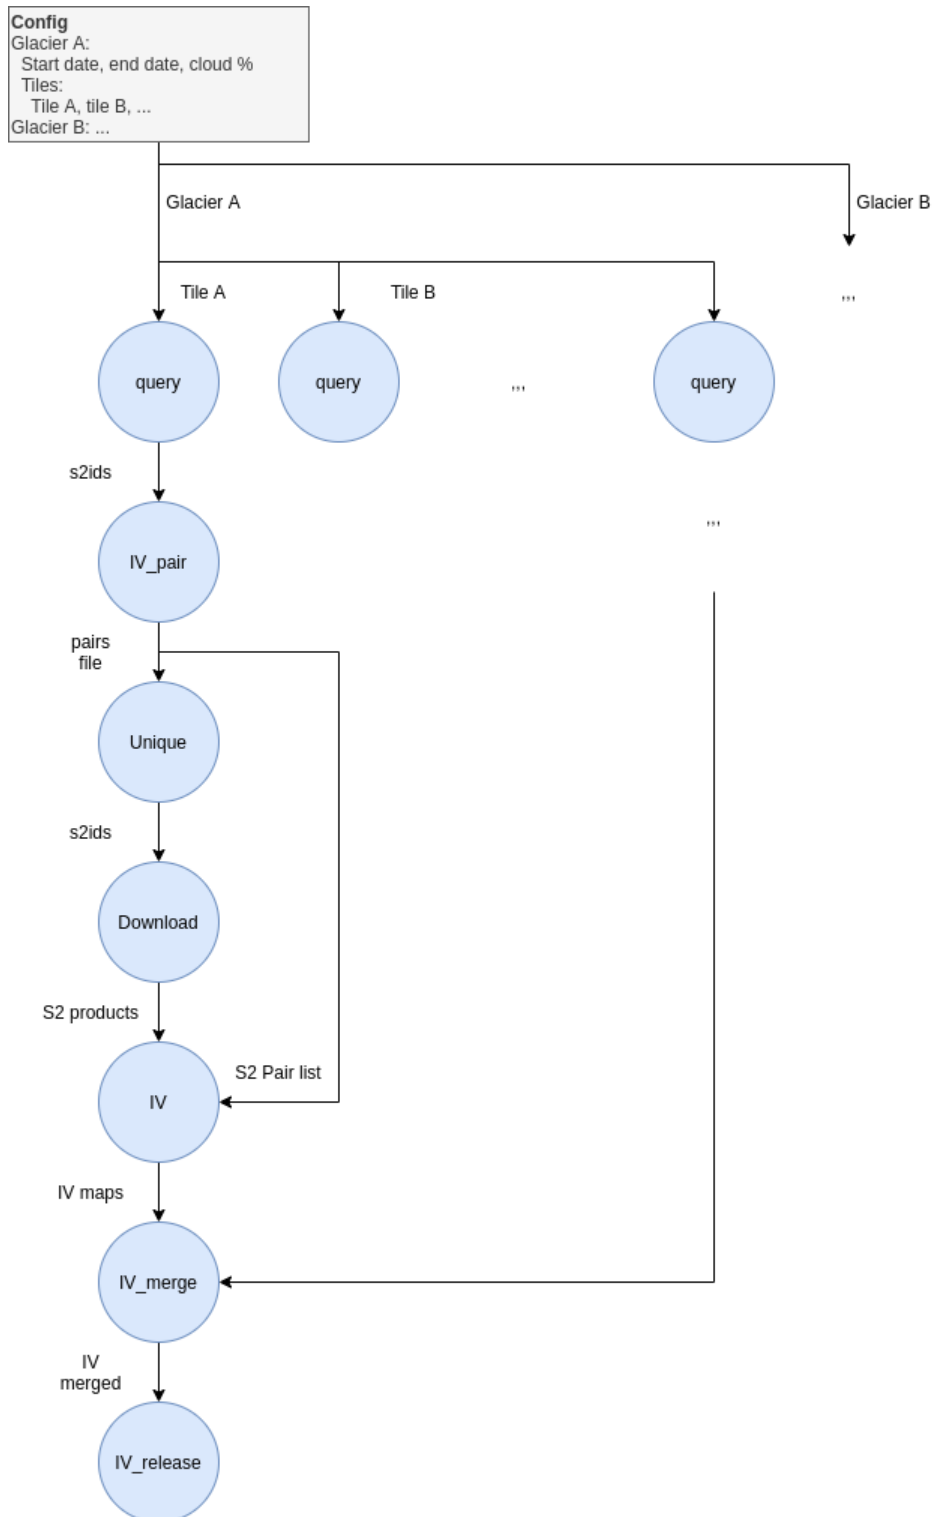 Config
Glacier A:
Start date, end date, cloud %
Tiles:
Tile A, tile B, ...
Glacier B: ...
Glacier A
Glacier B
Tile A
Tile B
,,,
query
query
,,,
query
s2ids
,,,
IV_pair
pairs
file
Unique
s2ids
Download
S2 products
S2 Pair list
IV
IV maps
IV_merge
IV
merged
IV_release